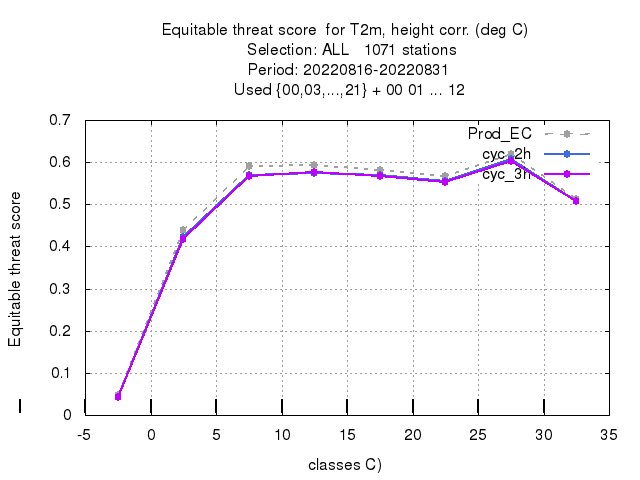 Equitable threat score  for T2m, height corr. (deg C)
Selection: ALL   1071 stations
Period: 20220816-20220831
Used {00,03,...,21} + 00 01 ... 12
Prod_EC
cyc_2h
cyc_3h
Equitable threat score
0.7
0.6
0.5
0.4
0.3
0.2
0.1
0
-5 0 5 10 15 20 25 30 35
classes C)